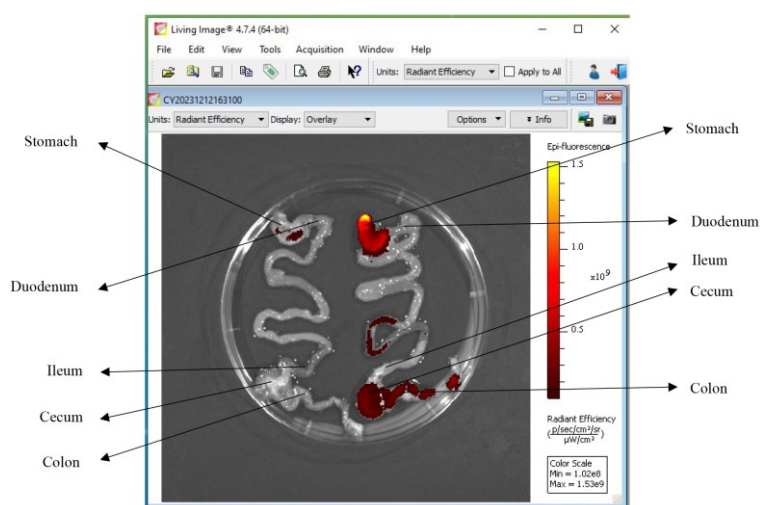 Living Image® 4.7.4 (64-bit)
File Edit View Tools Acquisition Window Help
Units: Radiant Efficiency Apply to All
CY20231212163100
Units: Radiant Efficiency Display: Overlay Options Info
Stomach
Duodenum
Ileum
Cecum
Colon
Stomach
Duodenum
Ileum
Cecum
Colon
Epi-fluorescence
1.5
1.0
x10⁹
0.5
Radiant Efficiency
(p/sec/cm²/sr
µW/cm²)
Color Scale
Min = 1.02e8
Max = 1.53e9